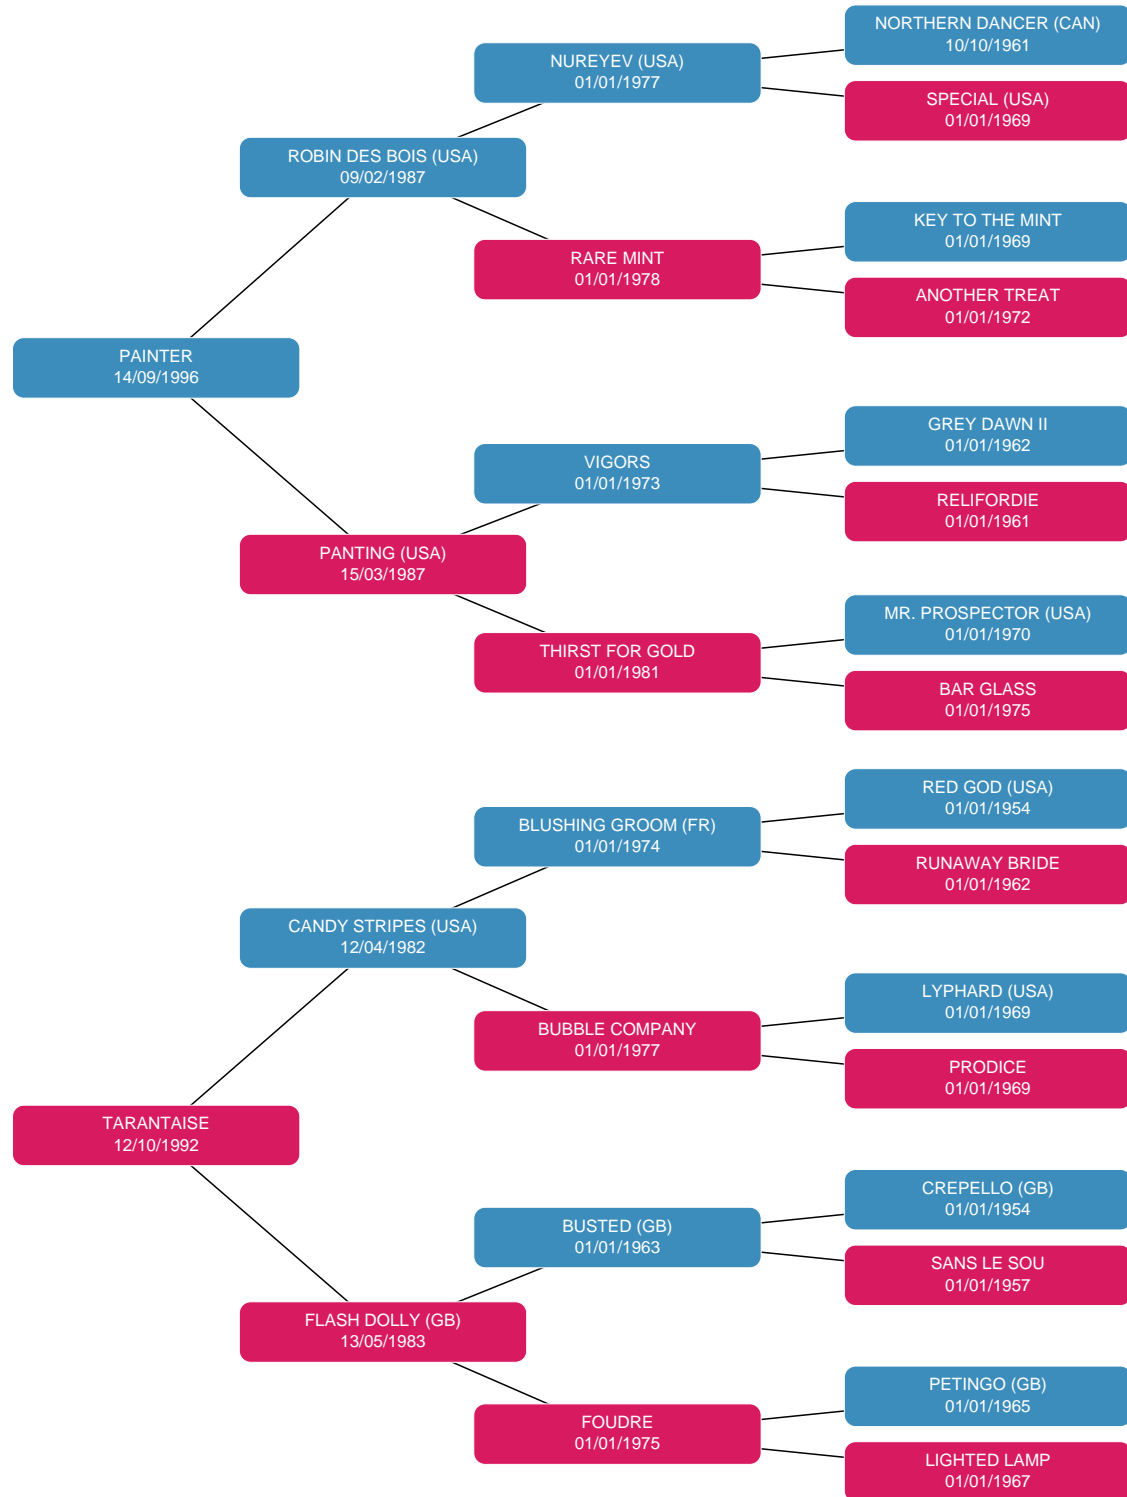 NORTHERN DANCER (CAN)
10/10/1961
NUREYEV (USA)
01/01/1977
SPECIAL (USA)
01/01/1969
ROBIN DES BOIS (USA)
09/02/1987
KEY TO THE MINT
01/01/1969
RARE MINT
01/01/1978
ANOTHER TREAT
01/01/1972
PAINTER
14/09/1996
GREY DAWN II
01/01/1962
VIGORS
01/01/1973
RELIFORDIE
01/01/1961
PANTING (USA)
15/03/1987
MR. PROSPECTOR (USA)
01/01/1970
THIRST FOR GOLD
01/01/1981
BAR GLASS
01/01/1975
RED GOD (USA)
01/01/1954
BLUSHING GROOM (FR)
01/01/1974
RUNAWAY BRIDE
01/01/1962
CANDY STRIPES (USA)
12/04/1982
LYPHARD (USA)
01/01/1969
BUBBLE COMPANY
01/01/1977
PRODICE
01/01/1969
TARANTAISE
12/10/1992
CREPELLO (GB)
01/01/1954
BUSTED (GB)
01/01/1963
SANS LE SOU
01/01/1957
FLASH DOLLY (GB)
13/05/1983
PETINGO (GB)
01/01/1965
FOUDRE
01/01/1975
LIGHTED LAMP
01/01/1967